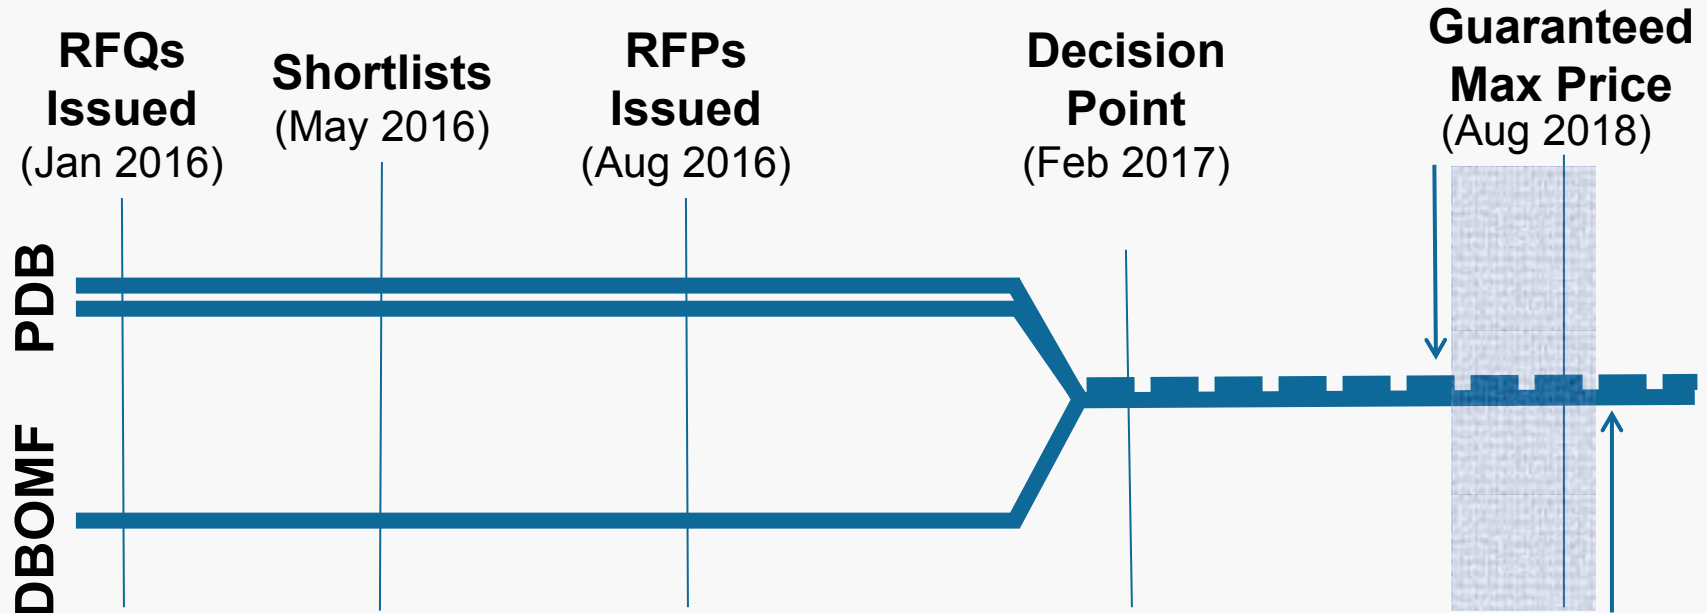 RFQs
Issued
(Jan 2016)
Shortlists
(May 2016)
RFPs
Issued
(Aug 2016)
Decision
Point
(Feb 2017)
Guaranteed
Max Price
(Aug 2018)
PDB
DBOMF